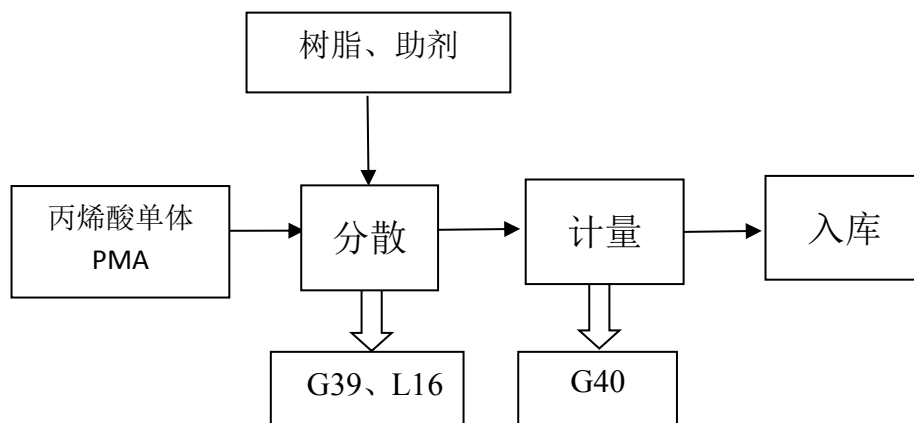 树脂、助剂
丙烯酸单体
PMA
分散
计量
入库
G39、L16
G40